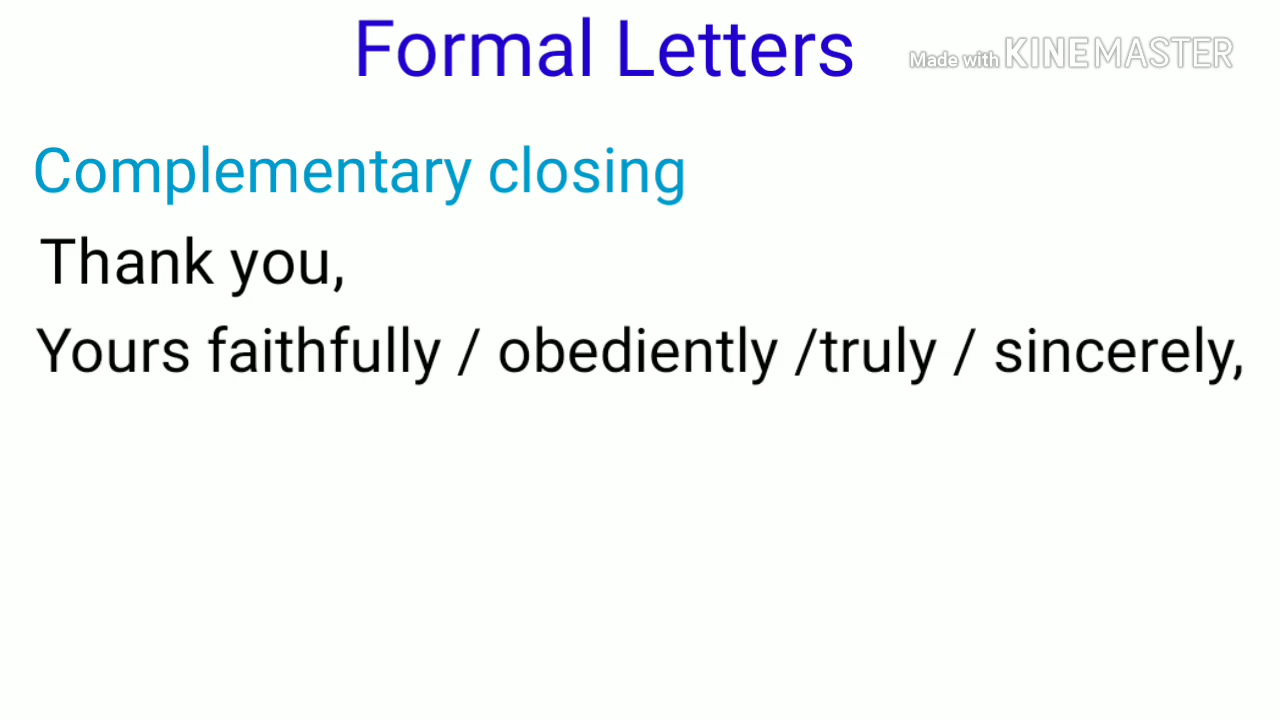 Formal Letters
Made with KINEMASTER
Complementary closing
Thank you,
Yours faithfully / obediently /truly / sincerely,